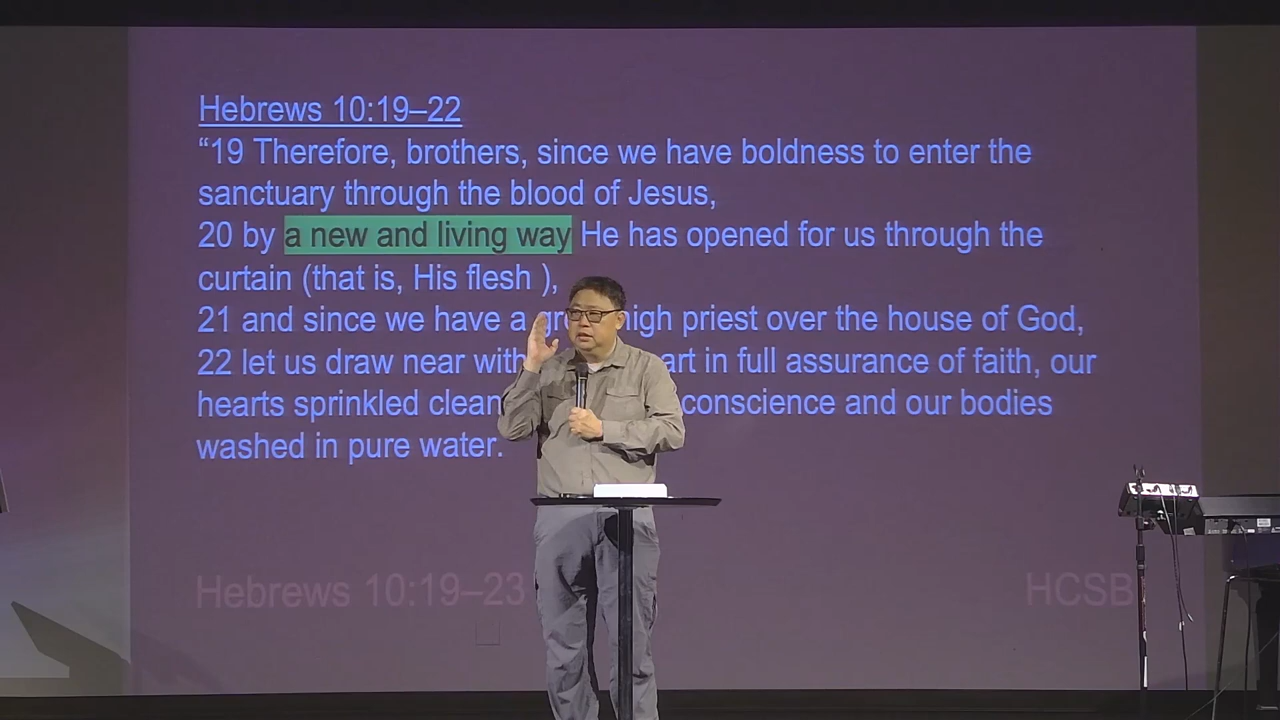 Hebrews 10:19–22
“19 Therefore, brothers, since we have boldness to enter the
sanctuary through the blood of Jesus,
20 by a new and living way He has opened for us through the
curtain (that is, His flesh ),
21 and since we have a high priest over the house of God,
22 let us draw near with in full assurance of faith, our
hearts sprinkled clean conscience and our bodies
washed in pure water.
Hebrews 10:19–23
HCSB